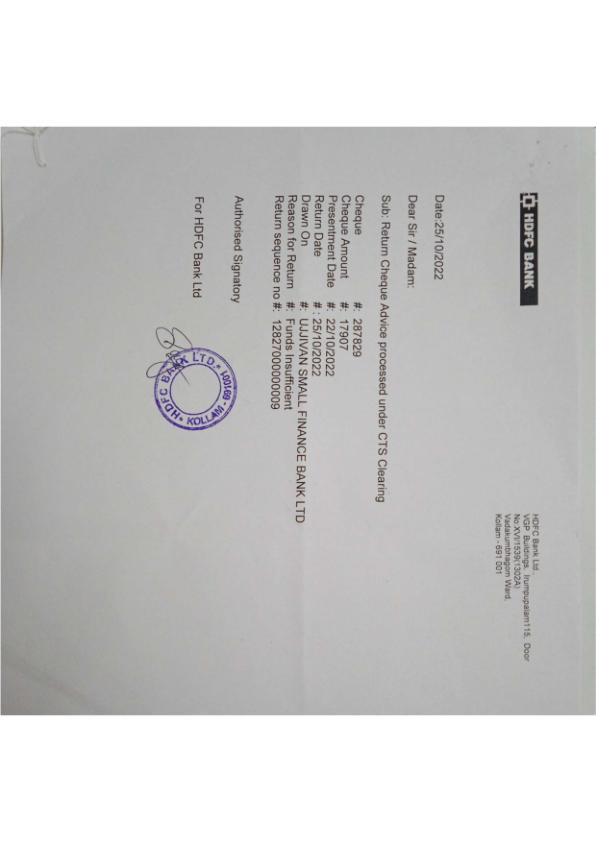 HDFC BANK
HDFC Bank Ltd.,
VGP Buildings, Irumpupalam115, Door
No:XVI/1539(1302A)
Vadakumbhagom Ward,
Kollam - 691 001
Date:25/10/2022
Dear Sir / Madam:
Sub: Return Cheque Advice processed under CTS Clearing
Cheque #: 287829
Cheque Amount #: 17907
Presentment Date #: 22/10/2022
Return Date # : 25/10/2022
Drawn On #: UJJIVAN SMALL FINANCE BANK LTD
Reason for Return #: Funds Insufficient
Return sequence no #: 12827000000009
Authorised Signatory
For HDFC Bank Ltd
* HDFC BANK LTD. * KOLLAM - 691001